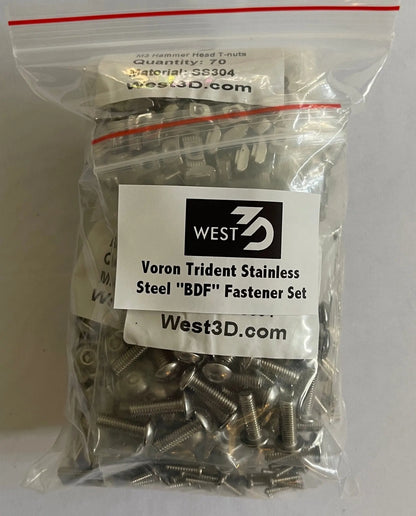 M3 Hammer Head T-nuts
Quantity: 70
Material: SS304
West3D.com
WEST 3D
Voron Trident Stainless
Steel "BDF" Fastener Set
West3D.com